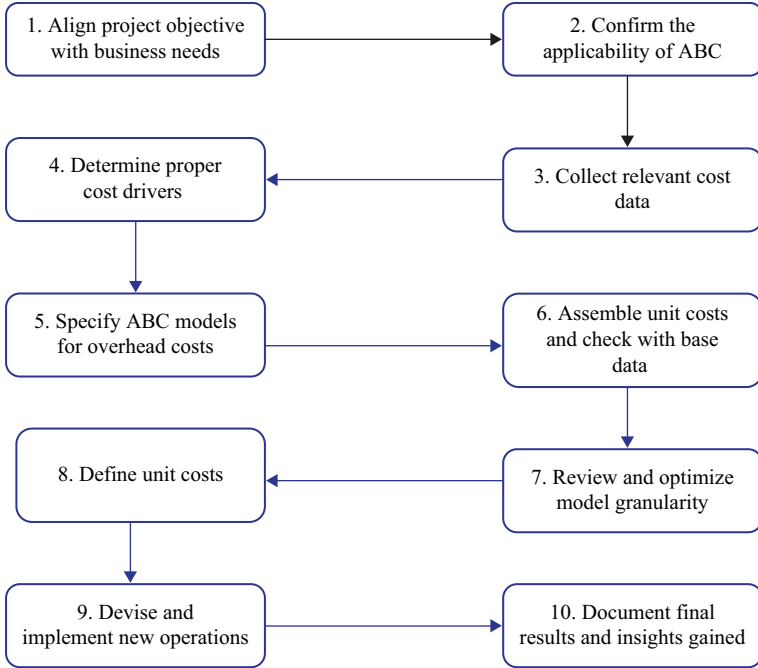 1. Align project objective
with business needs
2. Confirm the
applicability of ABC
3. Collect relevant cost
data
4. Determine proper
cost drivers
5. Specify ABC models
for overhead costs
6. Assemble unit costs
and check with base
data
7. Review and optimize
model granularity
8. Define unit costs
9. Devise and
implement new operations
10. Document final
results and insights gained